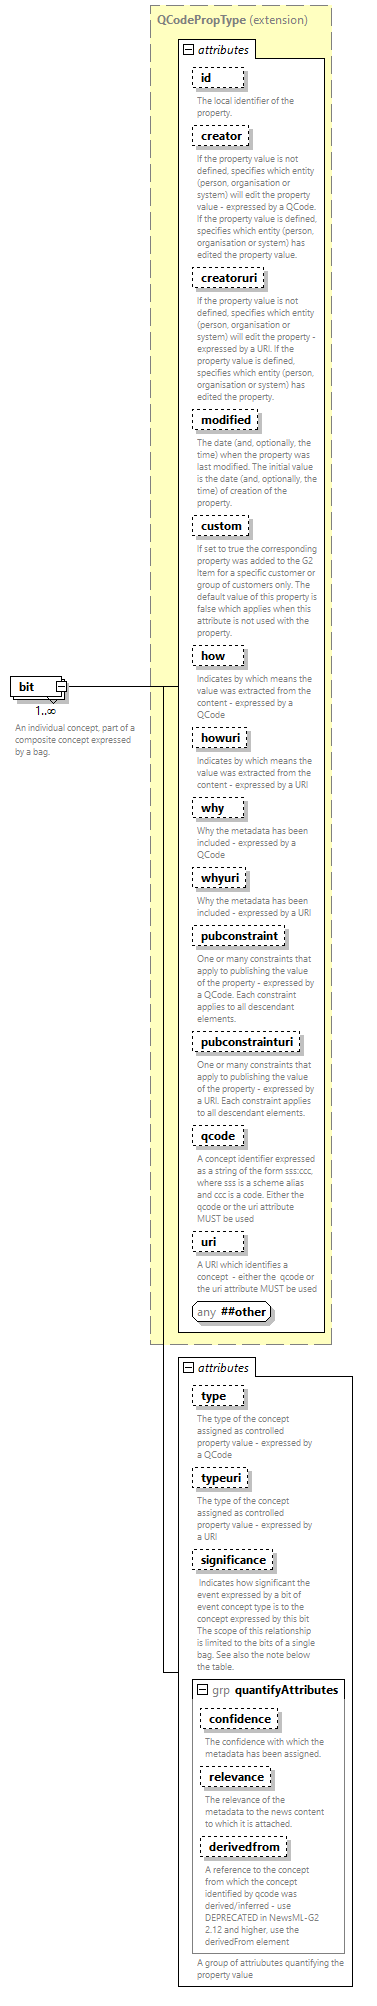 QCodePropType (extension)
attributes
id
The local identifier of the
property.
creator
If the property value is not
defined, specifies which entity
(person, organisation or
system) will edit the property
value - expressed by a QCode.
If the property value is defined,
specifies which entity (person,
organisation or system) has
edited the property value.
creatoruri
If the property value is not
defined, specifies which entity
(person, organisation or
system) will edit the property -
expressed by a URI. If the
property value is defined,
specifies which entity (person,
organisation or system) has
edited the property.
modified
The date (and, optionally, the
time) when the property was
last modified. The initial value
is the date (and, optionally, the
time) of creation of the
property.
custom
If set to true the corresponding
property was added to the G2
Item for a specific customer or
group of customers only. The
default value of this property is
false which applies when this
attribute is not used with the
property.
how
Indicates by which means the
value was extracted from the
content - expressed by a
QCode
bit
1..∞
An individual concept, part of a
composite concept expressed
by a bag.
howuri
Indicates by which means the
value was extracted from the
content - expressed by a URI
why
Why the metadata has been
included - expressed by a
QCode
whyuri
Why the metadata has been
included - expressed by a URI
pubconstraint
One or many constraints that
apply to publishing the value
of the property - expressed by
a QCode. Each constraint
applies to all descendant
elements.
pubconstrainturi
One or many constraints that
apply to publishing the value
of the property - expressed by
a URI. Each constraint applies
to all descendant elements.
qcode
A concept identifier expressed
as a string of the form sss:ccc,
where sss is a scheme alias
and ccc is a code. Either the
qcode or the uri attribute
MUST be used
uri
A URI which identifies a
concept  - either the  qcode or
the uri attribute MUST be used
any ##other
attributes
type
The type of the concept
assigned as controlled
property value - expressed by
a QCode
typeuri
The type of the concept
assigned as controlled
property value - expressed by
a URI
significance
Indicates how significant the
event expressed by a bit of
event concept type is to the
concept expressed by this bit
The scope of this relationship
is limited to the bits of a single
bag. See also the note below
the table.
grp quantifyAttributes
confidence
The confidence with which the
metadata has been assigned.
relevance
The relevance of the
metadata to the news content
to which it is attached.
derivedfrom
A reference to the concept
from which the concept
identified by qcode was
derived/inferred - use
DEPRECATED in NewsML-G2
2.12 and higher, use the
derivedFrom element
A group of attriubutes quantifying the
property value